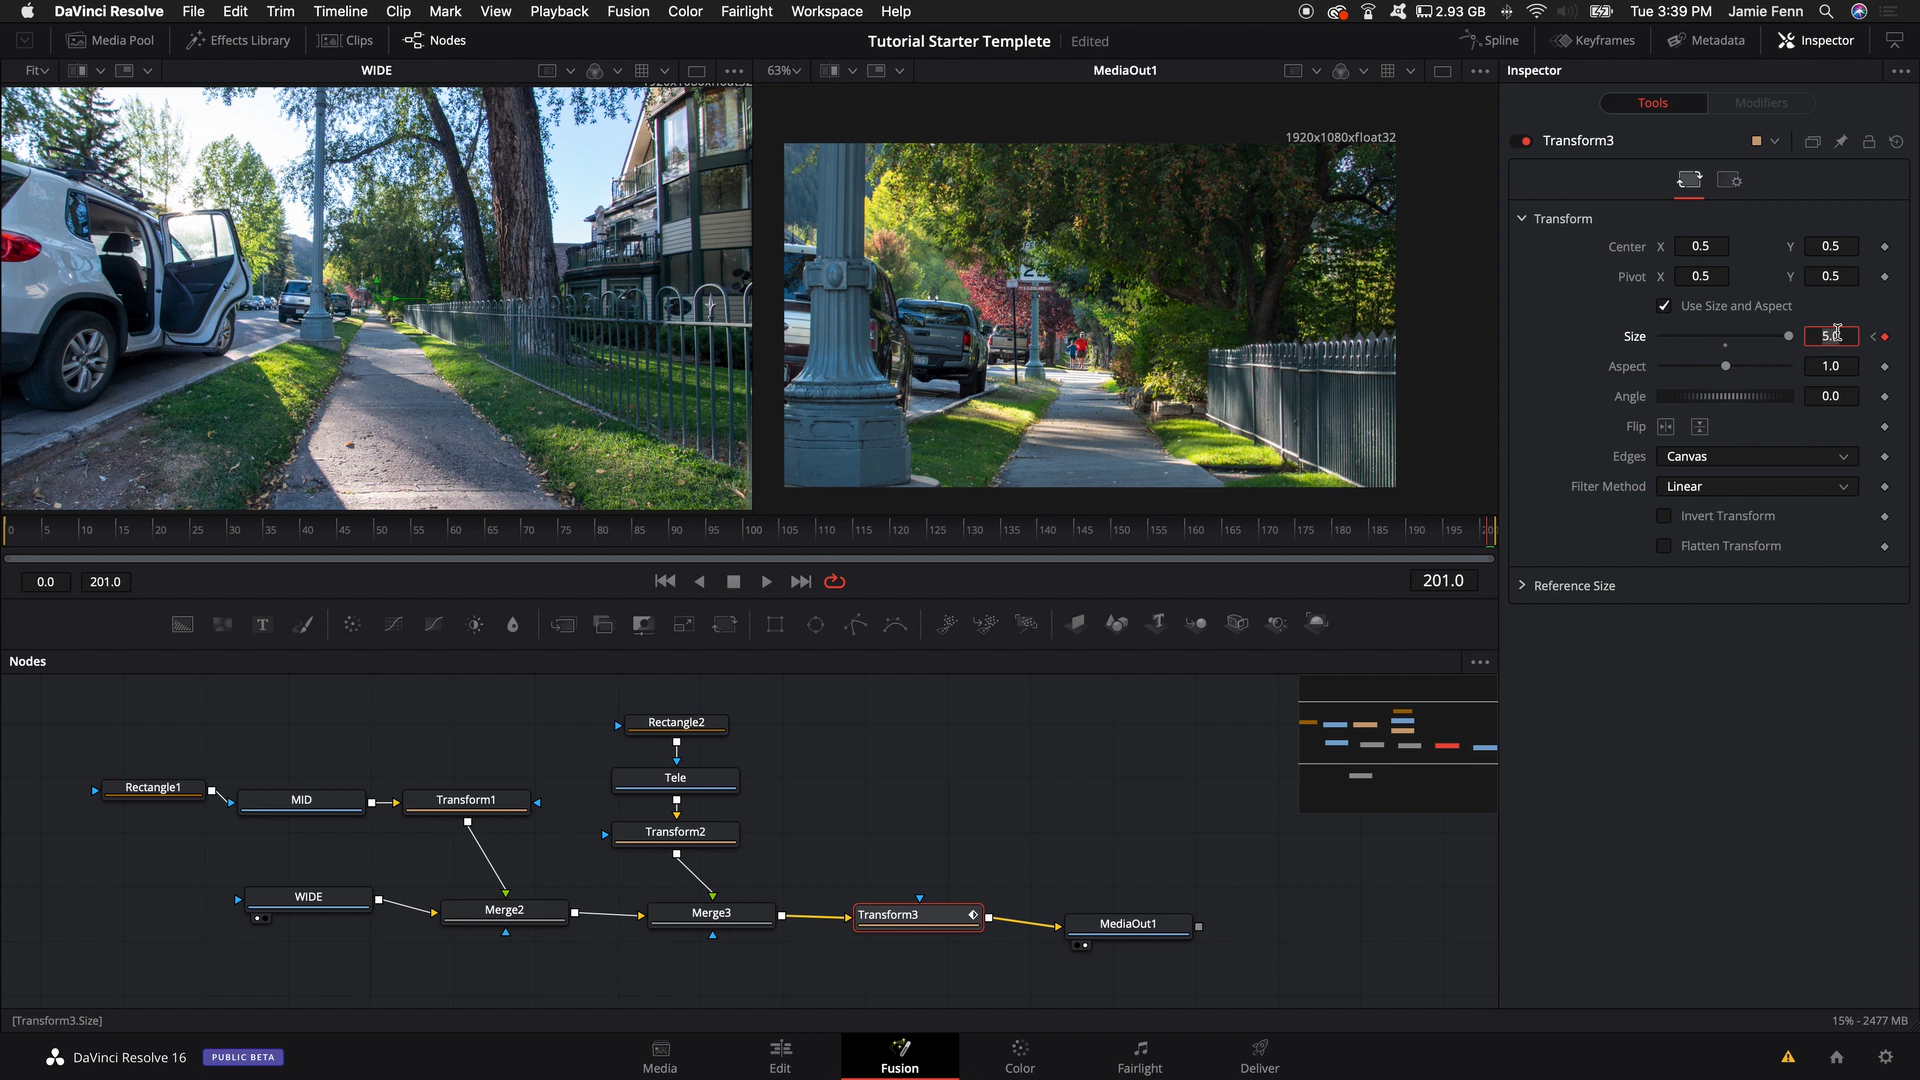 DaVinci Resolve File Edit Trim Timeline Clip Mark View Playback Fusion Color Fairlight Workspace Help 2.93 GB Tue 3:39 PM Jamie Fenn
Media Pool Effects Library Clips Nodes Tutorial Starter Templete Edited Spline Keyframes Metadata Inspector
Fit WIDE 63% MediaOut1 Inspector
Tools Modifiers
1920x1080xfloat32
Transform3
Transform
Center X 0.5 Y 0.5
Pivot X 0.5 Y 0.5
Use Size and Aspect
Size 5.0
Aspect 1.0
Angle 0.0
Flip
Edges Canvas
Filter Method Linear
Invert Transform
Flatten Transform
Reference Size
0 5 10 15 20 25 30 35 40 45 50 55 60 65 70 75 80 85 90 95 100 105 110 115 120 125 130 135 140 145 150 155 160 165 170 175 180 185 190 195
0.0 201.0 201.0
Nodes
Rectangle2
Tele
Rectangle1 MID Transform1
Transform2
WIDE Merge2 Merge3 Transform3 MediaOut1
[Transform3.Size] 15% - 2477 MB
DaVinci Resolve 16 PUBLIC BETA Media Edit Fusion Color Fairlight Deliver